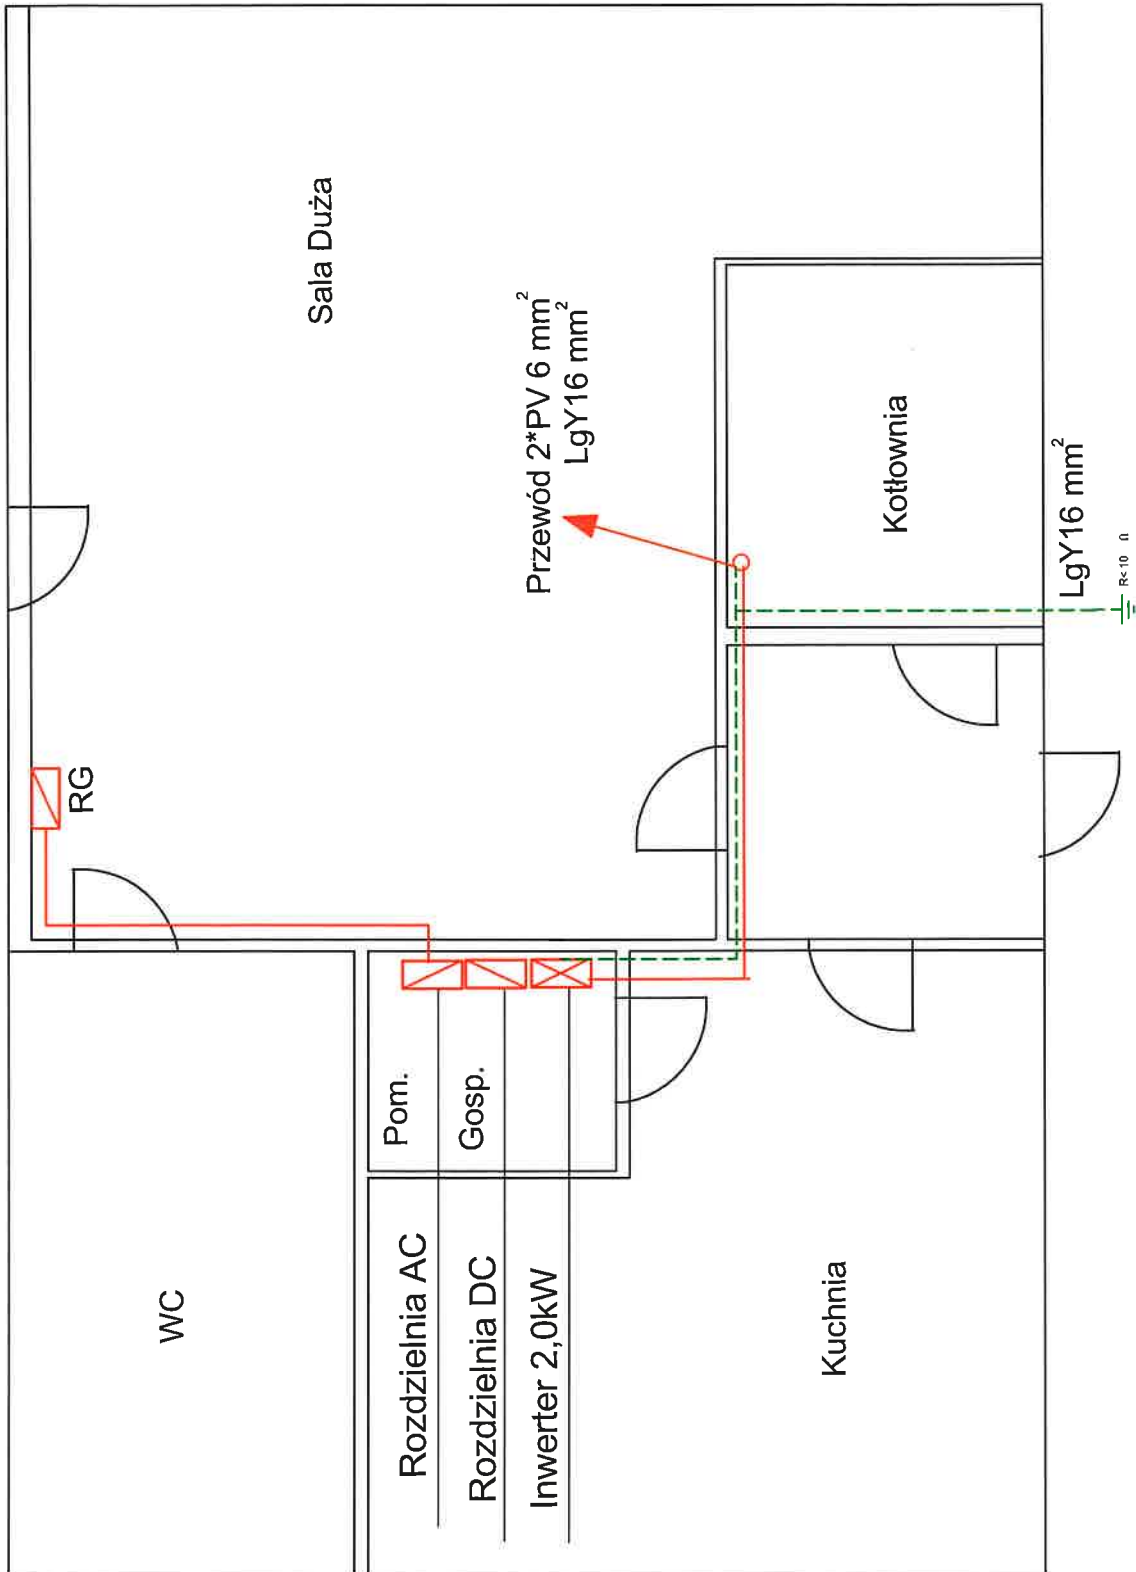 WC
RG
Sala Duża
Pom.
Gosp.
Rozdzielnia AC
Rozdzielnia DC
Inwerter 2,0kW
Przewód 2*PV 6 mm²
LgY16 mm²
Kuchnia
Kotłownia
LgY16 mm²
R<10 Ω